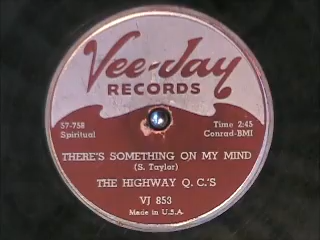 Vee-Jay
RECORDS
57-758
Spiritual
Time 2:45
Conrad-BMI
THERE'S SOMETHING ON MY MIND
(S. Taylor)
THE HIGHWAY Q. C.'S
VJ 853
Made in U.S.A.